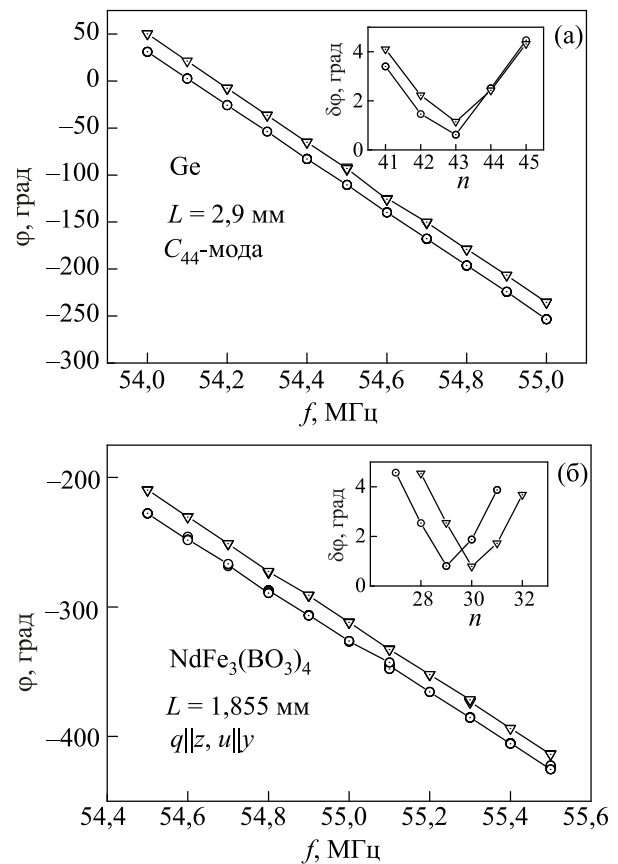 50
0
–50
–100
–150
–200
–250
–300
φ, град
Ge
L = 2,9 мм
C44-мода
(а)
4
2
0
δφ, град
41 42 43 44 45
n
54,0 54,2 54,4 54,6 54,8 55,0
f, МГц
–200
–300
–400
φ, град
NdFe3(BO3)4
L = 1,855 мм
q||z, u||y
(б)
4
2
0
δφ, град
28 30 32
n
54,4 54,6 54,8 55,0 55,2 55,4 55,6
f, МГц